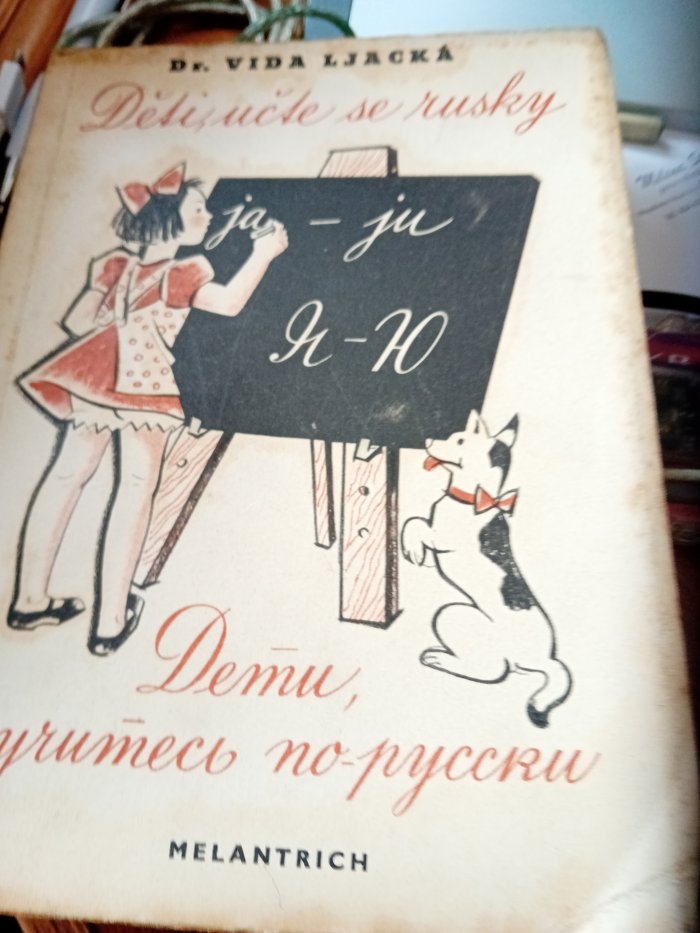 Dr. VIDA LJACKÁ
Děti, učte se rusky
ja – ju
Я – Ю
Дети,
учитесь по-русски
MELANTRICH